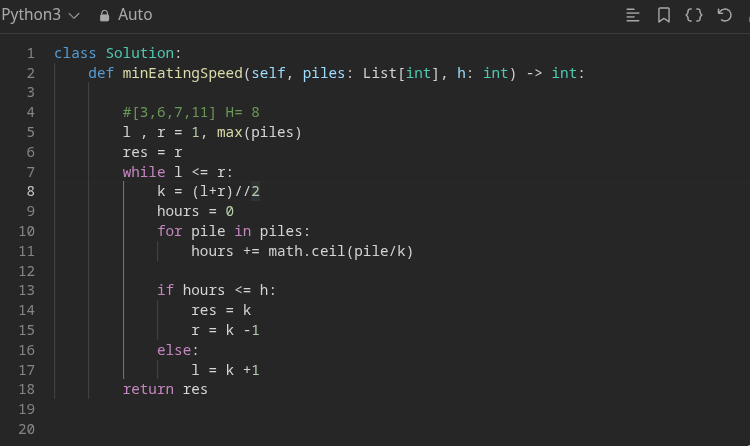 Python3 Auto
1 class Solution:
2 def minEatingSpeed(self, piles: List[int], h: int) -> int:
3
4 #[3,6,7,11] H= 8
5 l , r = 1, max(piles)
6 res = r
7 while l <= r:
8 k = (l+r)//2
9 hours = 0
10 for pile in piles:
11 hours += math.ceil(pile/k)
12
13 if hours <= h:
14 res = k
15 r = k -1
16 else:
17 l = k +1
18 return res
19
20